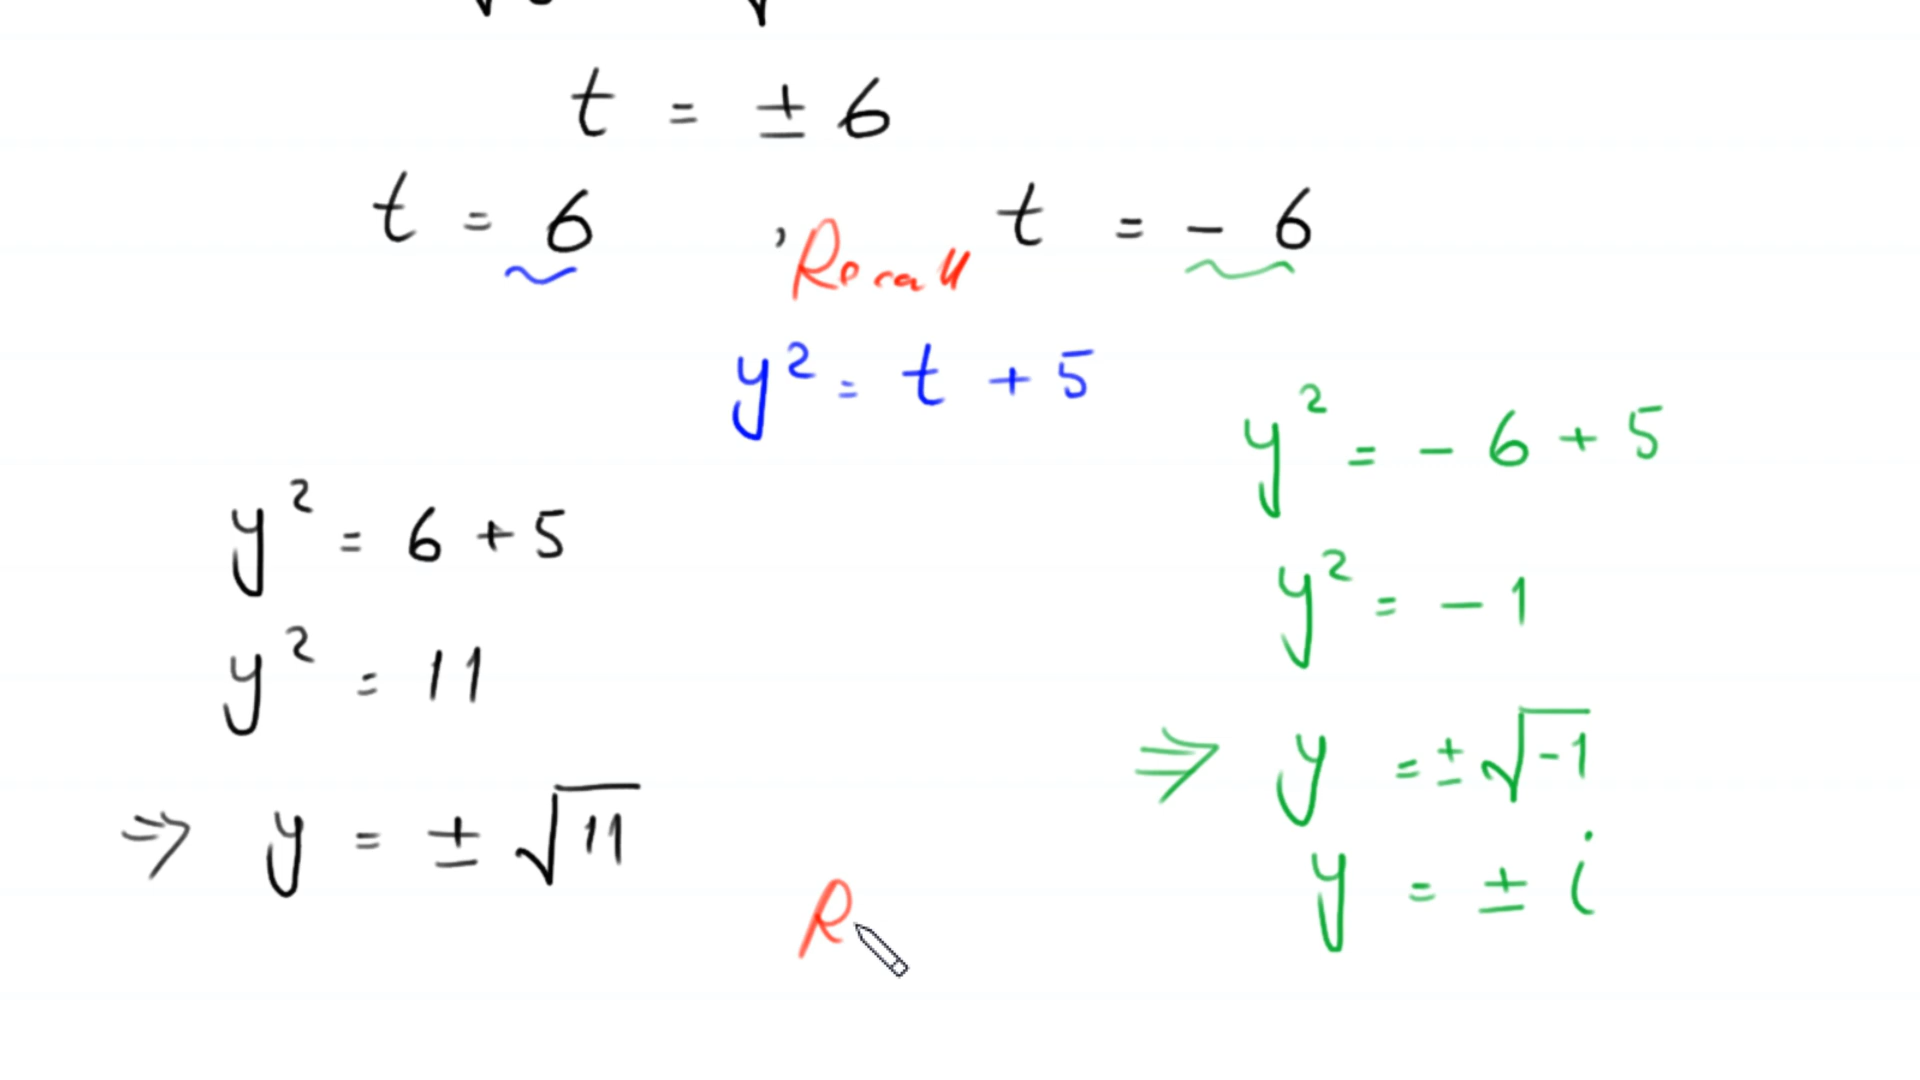 t = ± 6
t = 6 , t = - 6
Recall
y² = t + 5
y² = 6 + 5
y² = 11
⇒ y = ± √11
y² = - 6 + 5
y² = - 1
⇒ y = ± √-1
y = ± i
R